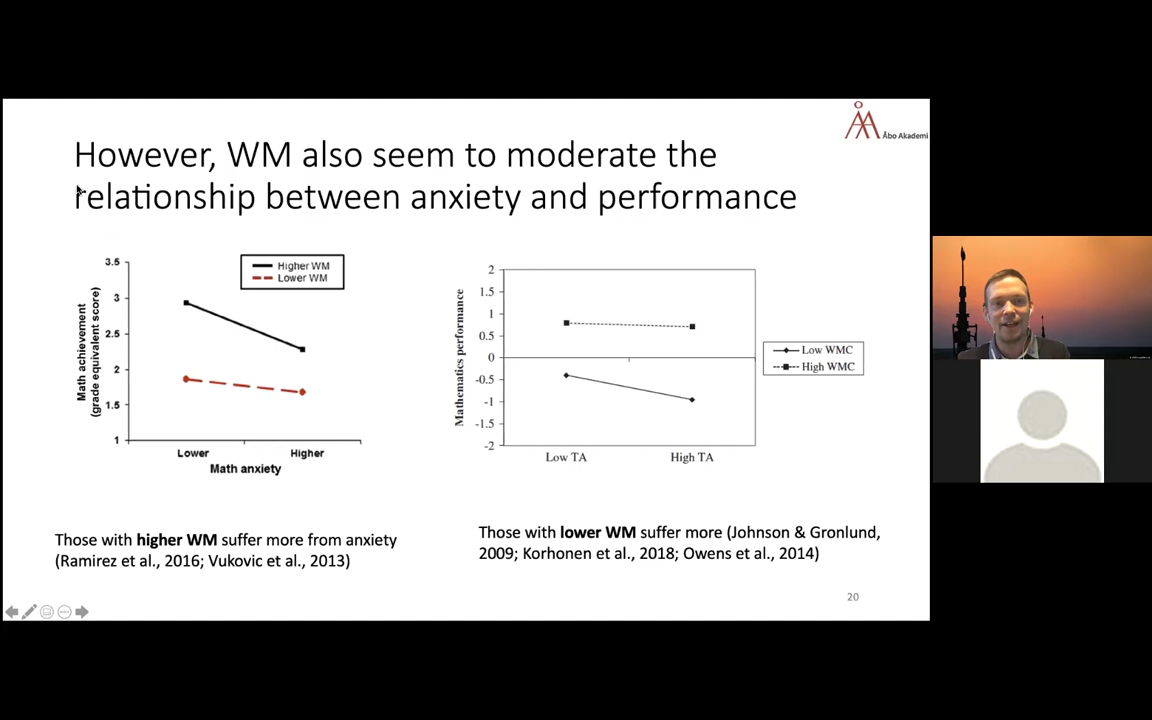 Åbo Akademi
However, WM also seem to moderate the
relationship between anxiety and performance
3.5
3
2.5
2
1.5
1
Math achievement
(grade equivalent score)
Higher WM
Lower WM
Lower
Higher
Math anxiety
2
1.5
1
0.5
0
-0.5
-1
-1.5
-2
Mathematics performance
Low WMC
High WMC
Low TA
High TA
Those with higher WM suffer more from anxiety
(Ramirez et al., 2016; Vukovic et al., 2013)
Those with lower WM suffer more (Johnson & Gronlund,
2009; Korhonen et al., 2018; Owens et al., 2014)
20